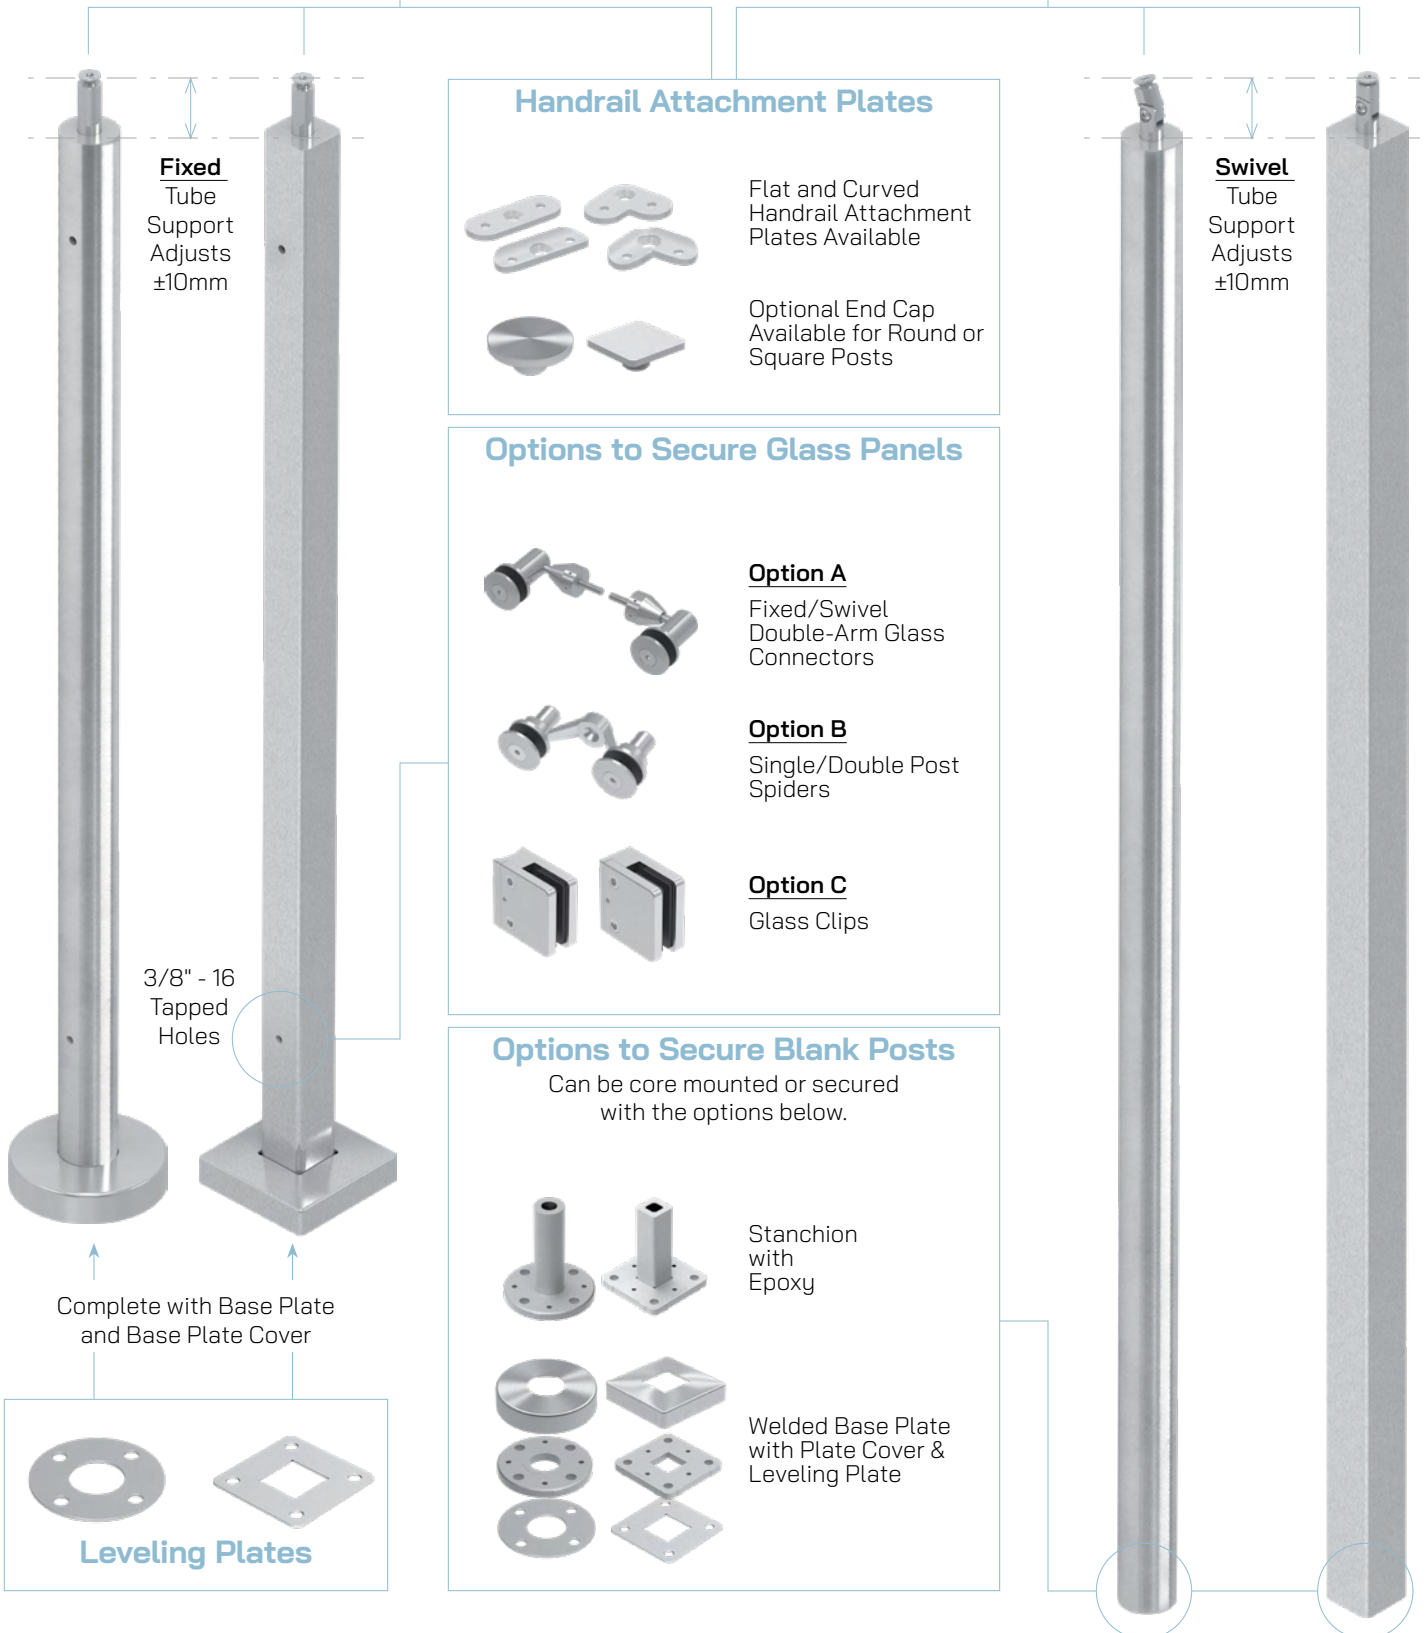 Handrail Attachment Plates
Flat and Curved
Handrail Attachment
Plates Available
Optional End Cap
Available for Round or
Square Posts
Fixed
Tube
Support
Adjusts
±10mm
Swivel
Tube
Support
Adjusts
±10mm
Options to Secure Glass Panels
Option A
Fixed/Swivel
Double-Arm Glass
Connectors
Option B
Single/Double Post
Spiders
Option C
Glass Clips
3/8" - 16
Tapped
Holes
Options to Secure Blank Posts
Can be core mounted or secured
with the options below.
Stanchion
with
Epoxy
Welded Base Plate
with Plate Cover &
Leveling Plate
Complete with Base Plate
and Base Plate Cover
Leveling Plates